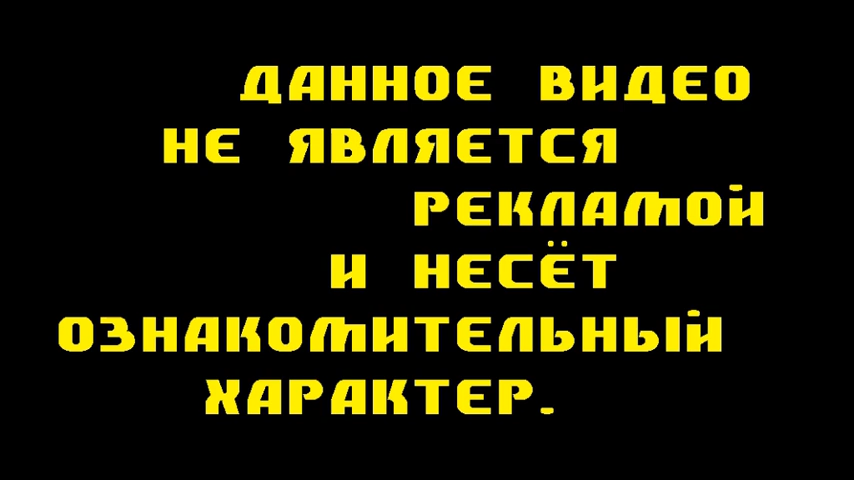 ДАННОЕ ВИДЕО
НЕ ЯВЛЯЕТСЯ
РЕКЛАМОЙ
И НЕСЁТ
ОЗНАКОМИТЕЛЬНЫЙ
ХАРАКТЕР.